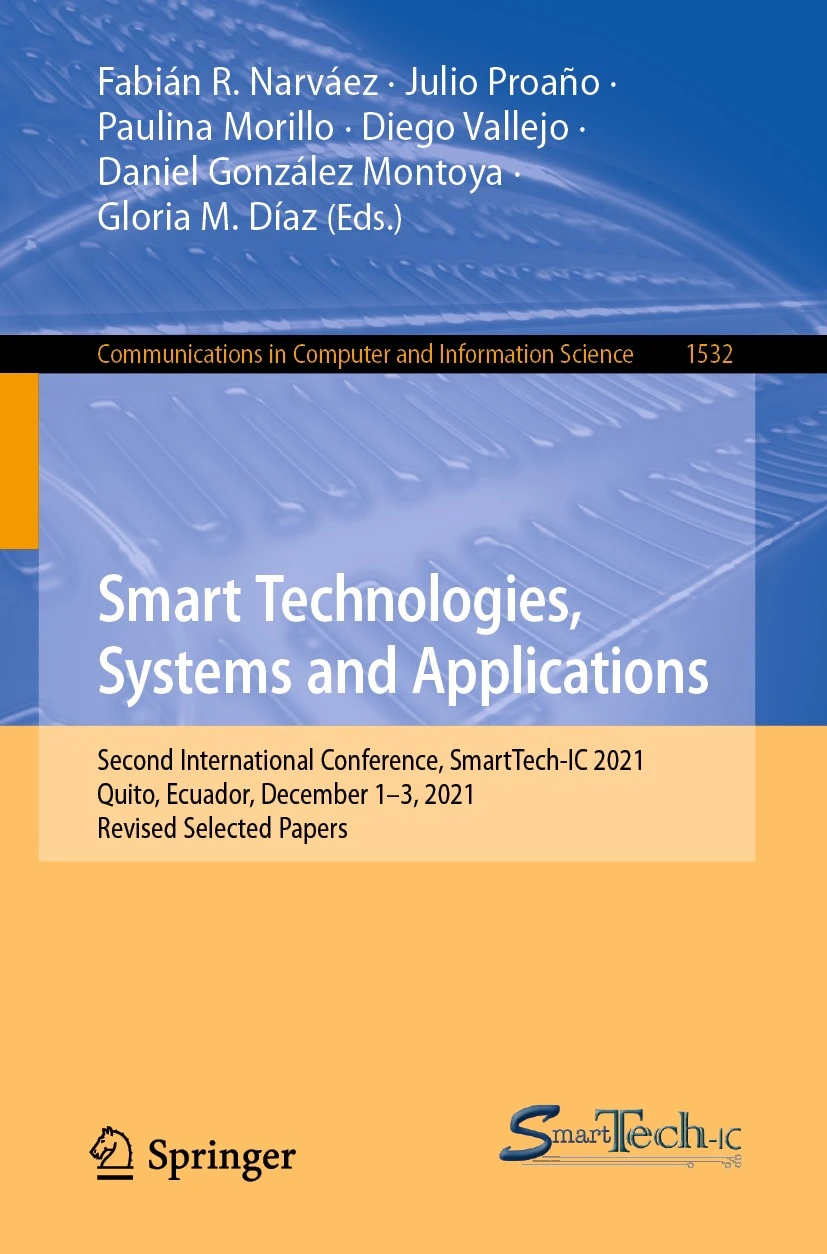 Fabián R. Narváez · Julio Proaño ·
Paulina Morillo · Diego Vallejo ·
Daniel González Montoya ·
Gloria M. Díaz (Eds.)
Communications in Computer and Information Science 1532
Smart Technologies,
Systems and Applications
Second International Conference, SmartTech-IC 2021
Quito, Ecuador, December 1–3, 2021
Revised Selected Papers
Springer
SmartTech-IC